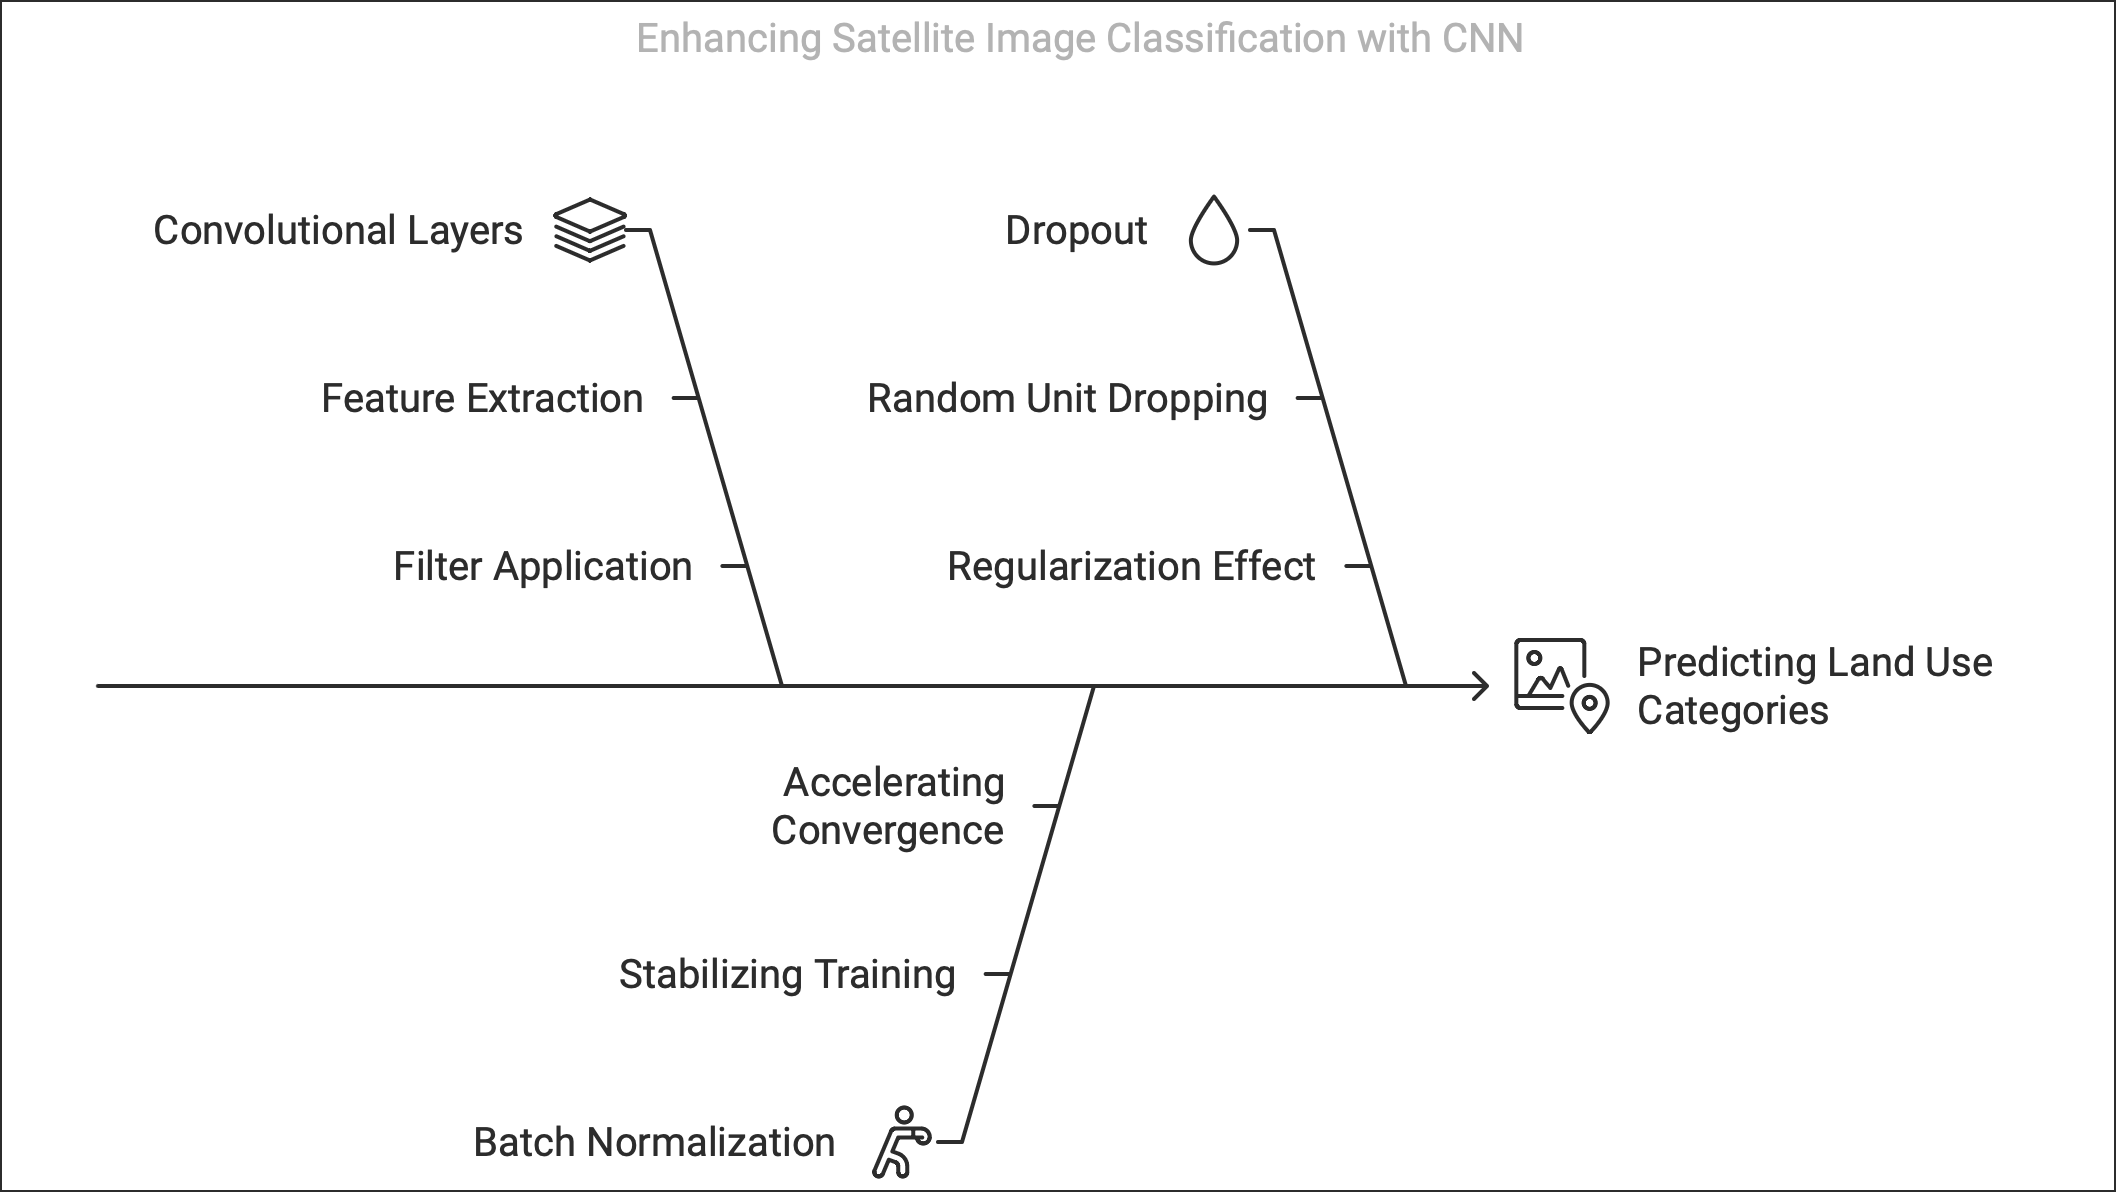 Enhancing Satellite Image Classification with CNN
Convolutional Layers
Feature Extraction
Filter Application
Dropout
Random Unit Dropping
Regularization Effect
Predicting Land Use
Categories
Accelerating
Convergence
Stabilizing Training
Batch Normalization